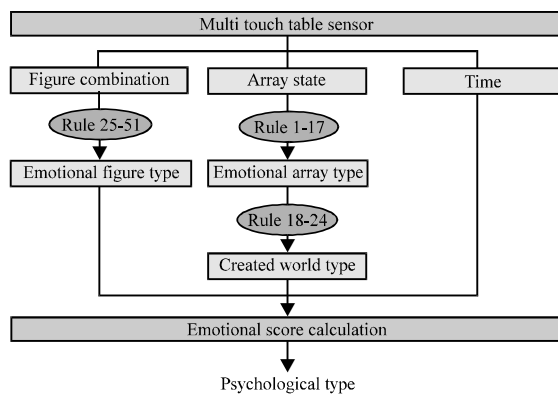 Multi touch table sensor
Figure combination
Array state
Time
Rule 25-51
Rule 1-17
Emotional figure type
Emotional array type
Rule 18-24
Created world type
Emotional score calculation
Psychological type